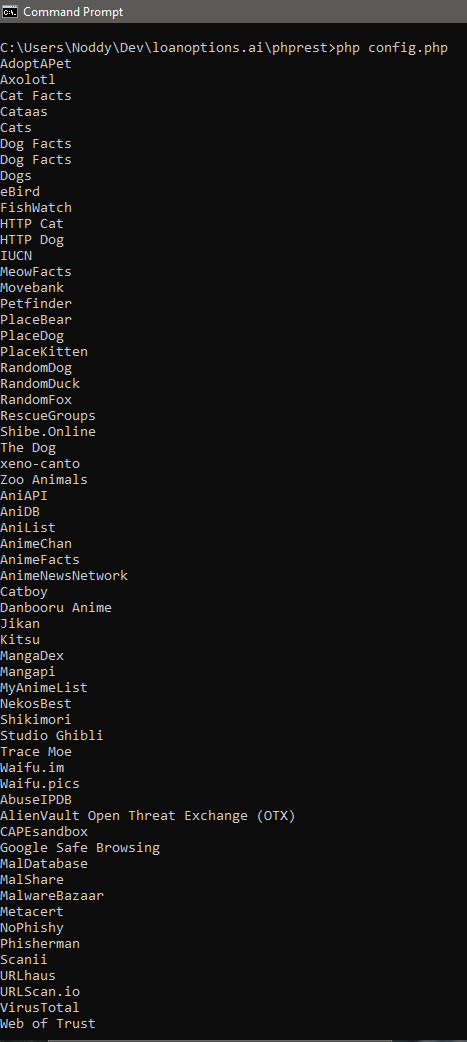 Command Prompt
C:\Users\Noddy\Dev\loanoptions.ai\phprest>php config.php
AdoptAPet
Axolotl
Cat Facts
Cataas
Cats
Dog Facts
Dog Facts
Dogs
eBird
FishWatch
HTTP Cat
HTTP Dog
IUCN
MeowFacts
Movebank
Petfinder
PlaceBear
PlaceDog
PlaceKitten
RandomDog
RandomDuck
RandomFox
RescueGroups
Shibe.Online
The Dog
xeno-canto
Zoo Animals
AniAPI
AniDB
AniList
AnimeChan
AnimeFacts
AnimeNewsNetwork
Catboy
Danbooru Anime
Jikan
Kitsu
MangaDex
Mangapi
MyAnimeList
NekosBest
Shikimori
Studio Ghibli
Trace Moe
Waifu.im
Waifu.pics
AbuseIPDB
AlienVault Open Threat Exchange (OTX)
CAPEsandbox
Google Safe Browsing
MalDatabase
MalShare
MalwareBazaar
Metacert
NoPhishy
Phisherman
Scanii
URLhaus
URLScan.io
VirusTotal
Web of Trust